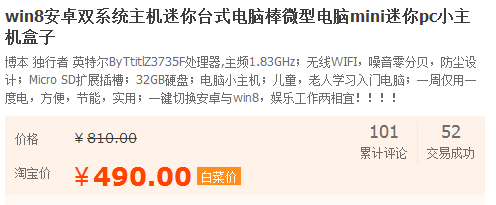 win8安卓双系统主机迷你台式电脑棒微型电脑mini迷你pc小主
机盒子
博本 独行者 英特尔ByTtitlZ3735F处理器,主频1.83GHz；无线WIFI，噪音零分贝，防尘设
计；Micro SD扩展插槽；32GB硬盘；电脑小主机；儿童，老人学习入门电脑；一周仅用一
度电，方便，节能，实用；一键切换安卓与win8，娱乐工作两相宜！！！！
价格 ¥ 810.00 101 52
累计评论 交易成功
淘宝价 ¥490.00 白菜价